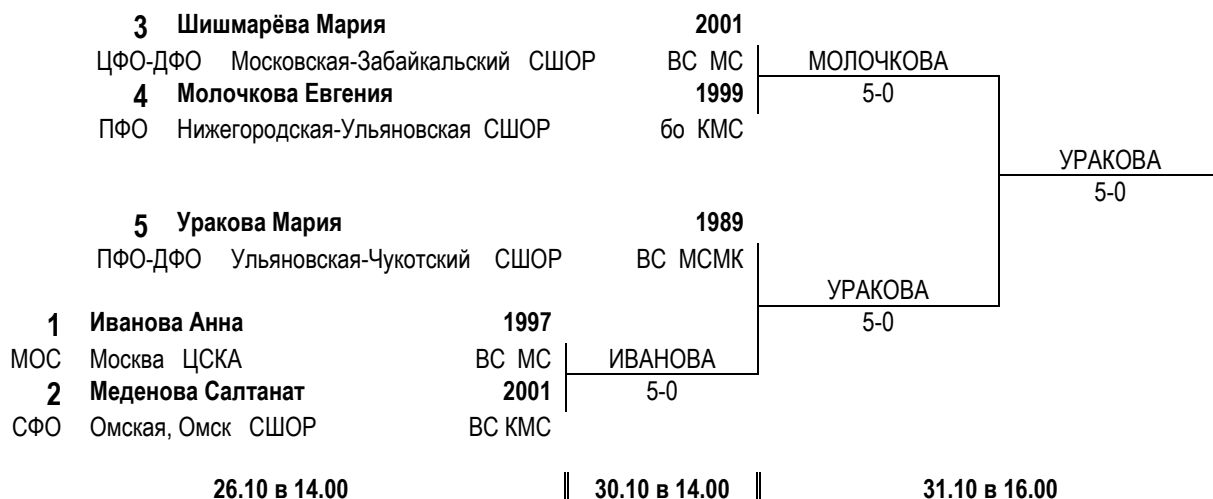 3 Шишмарёва Мария 2001
ЦФО-ДФО Московская-Забайкальский СШОР ВС МС МОЛОЧКОВА
4 Молочкова Евгения 1999 5-0
ПФО Нижегородская-Ульяновская СШОР бо КМС
УРАКОВА
5-0
5 Уракова Мария 1989
ПФО-ДФО Ульяновская-Чукотский СШОР ВС МСМК
УРАКОВА
1 Иванова Анна 1997 5-0
МОС Москва ЦСКА ВС МС ИВАНОВА
2 Меденова Салтанат 2001 5-0
СФО Омская, Омск СШОР ВС КМС
26.10 в 14.00 30.10 в 14.00 31.10 в 16.00